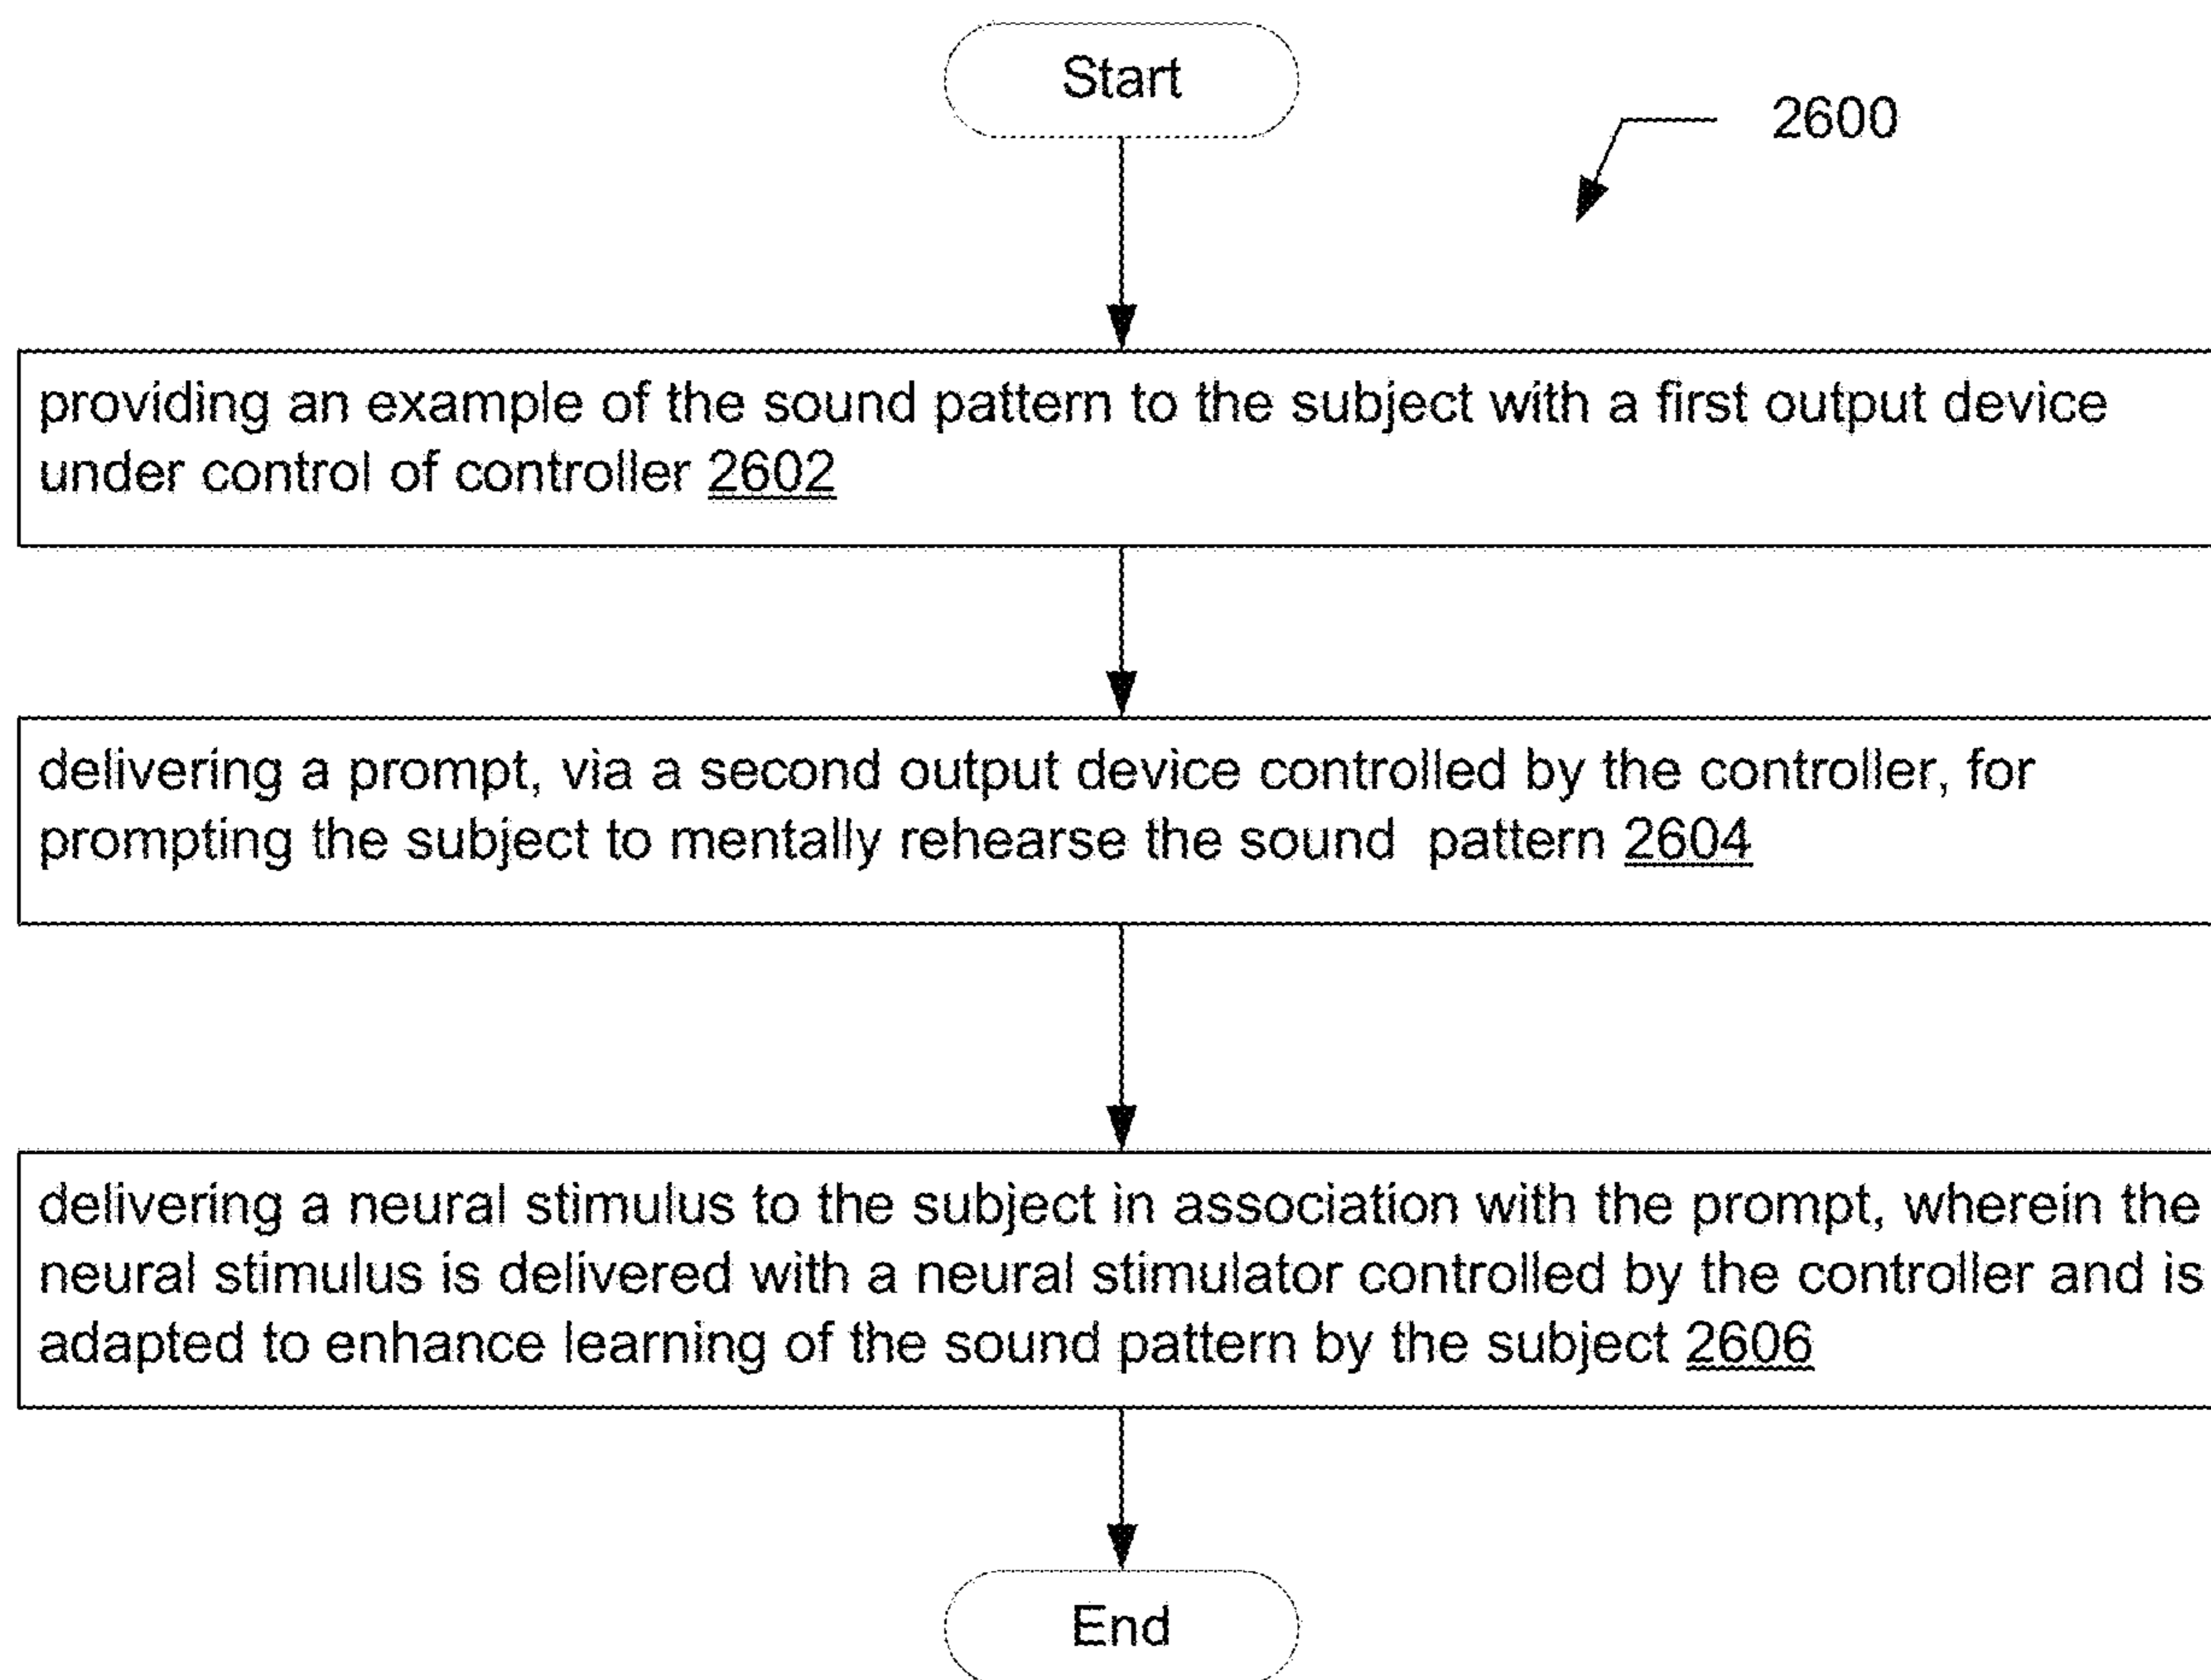 Start
2600
providing an example of the sound pattern to the subject with a first output device
under control of controller 2602
delivering a prompt, via a second output device controlled by the controller, for
prompting the subject to mentally rehearse the sound pattern 2604
delivering a neural stimulus to the subject in association with the prompt, wherein the
neural stimulus is delivered with a neural stimulator controlled by the controller and is
adapted to enhance learning of the sound pattern by the subject 2606
End